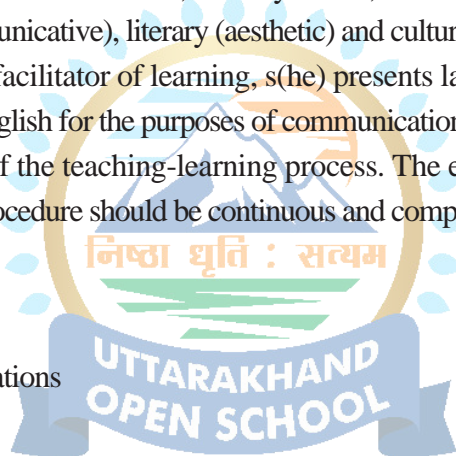 unicative), literary (aesthetic) and cultur
facilitator of learning, s(he) presents la
glish for the purposes of communication
f the teaching-learning process. The e
ocedure should be continuous and comp
निष्ठा धृति : सत्यम
ations
UTTARAKHAND
OPEN SCHOOL